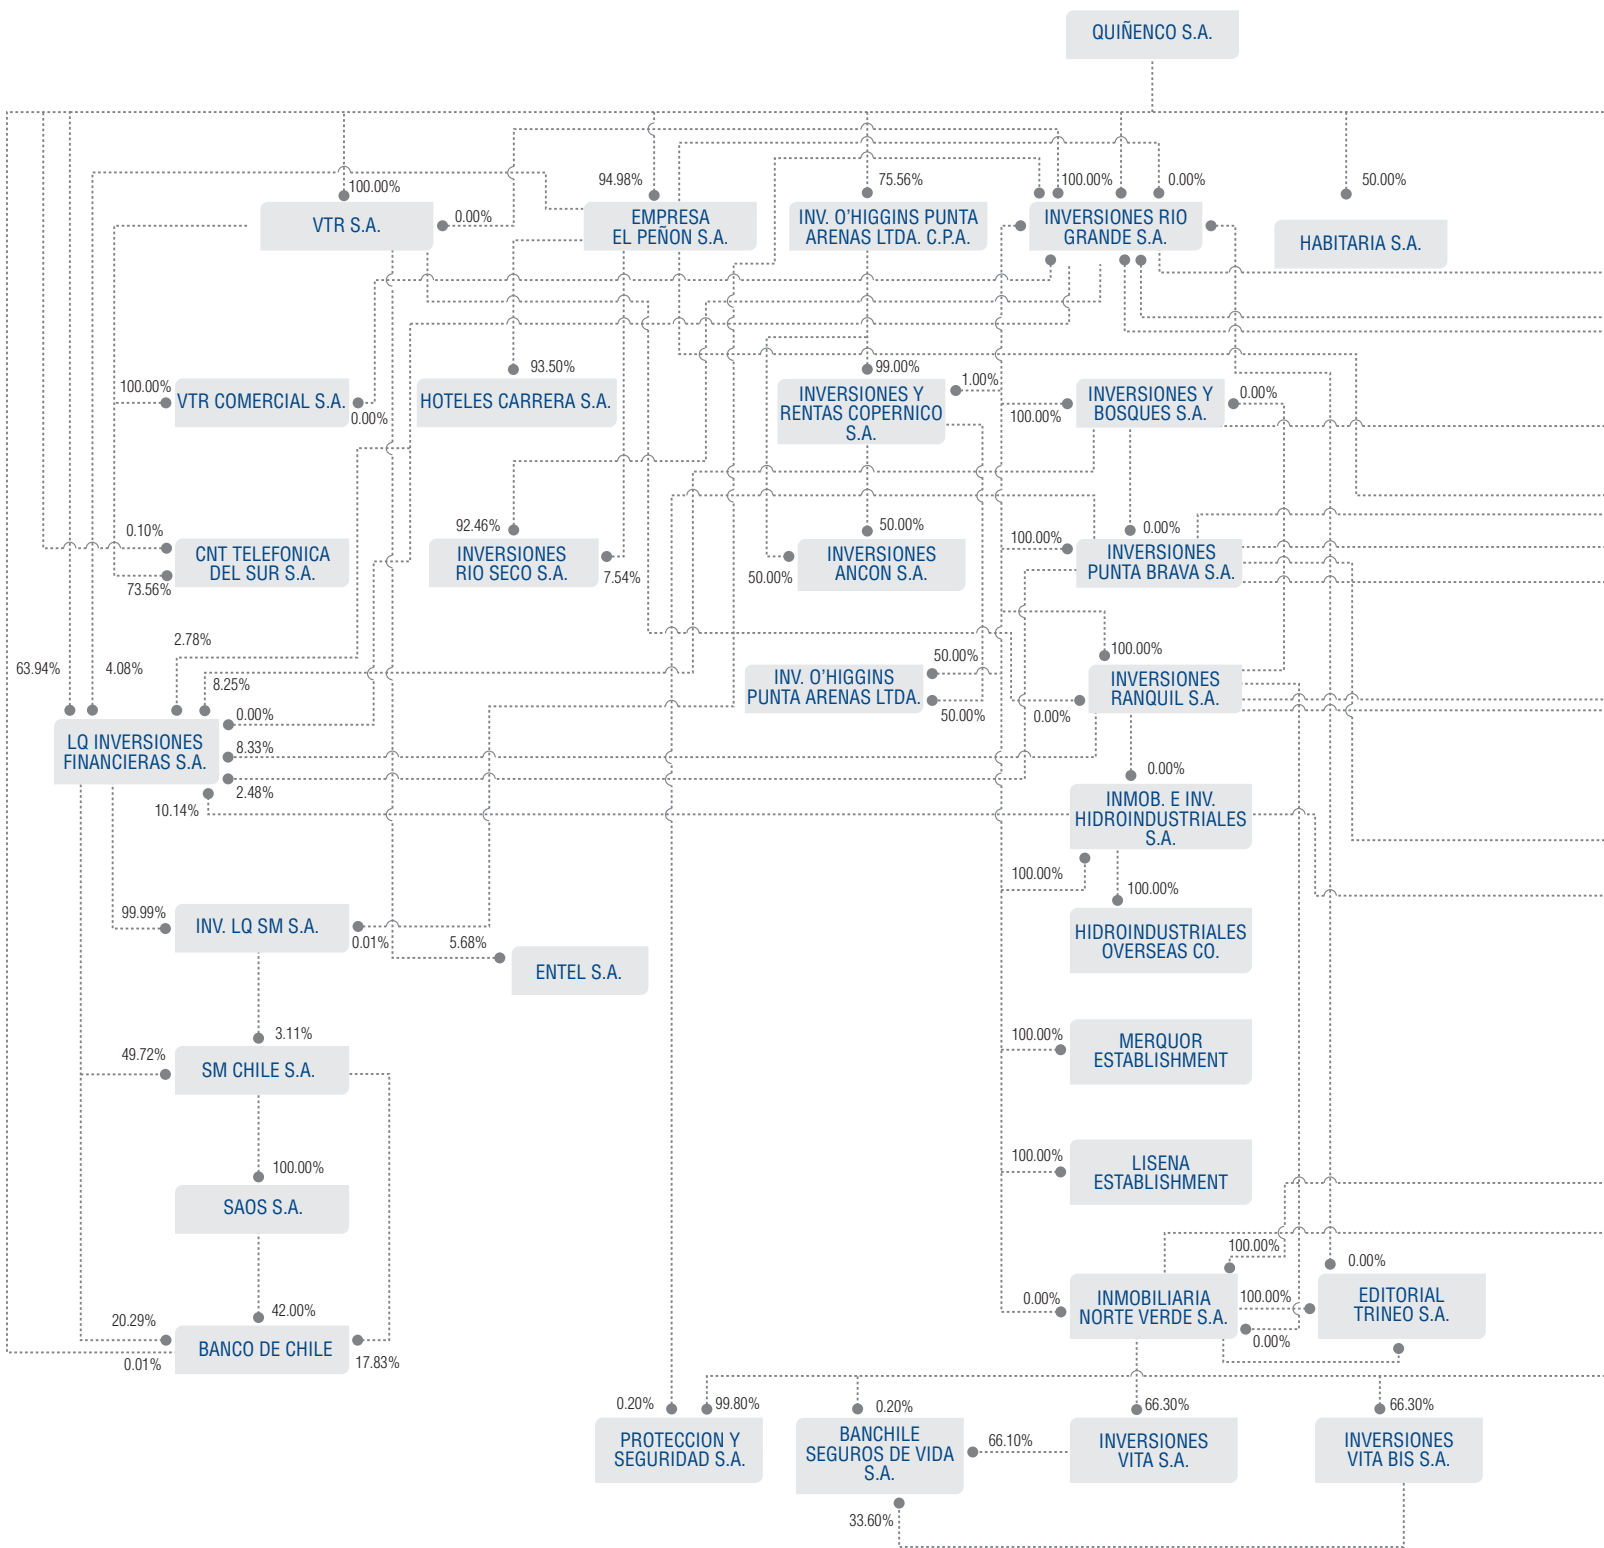 QUIÑENCO S.A.
100.00%
94.98%
75.56%
100.00%
0.00%
50.00%
VTR S.A.
0.00%
EMPRESA
EL PEÑON S.A.
INV. O'HIGGINS PUNTA
ARENAS LTDA. C.P.A.
INVERSIONES RIO
GRANDE S.A.
HABITARIA S.A.
100.00%
VTR COMERCIAL S.A.
0.00%
93.50%
HOTELES CARRERA S.A.
99.00%
1.00%
INVERSIONES Y
RENTAS COPERNICO
S.A.
100.00%
INVERSIONES Y
BOSQUES S.A.
0.00%
0.10%
CNT TELEFONICA
DEL SUR S.A.
73.56%
92.46%
INVERSIONES
RIO SECO S.A.
7.54%
50.00%
INVERSIONES
ANCON S.A.
50.00%
0.00%
100.00%
INVERSIONES
PUNTA BRAVA S.A.
63.94%
4.08%
2.78%
8.25%
0.00%
8.33%
2.48%
10.14%
LQ INVERSIONES
FINANCIERAS S.A.
50.00%
INV. O'HIGGINS
PUNTA ARENAS LTDA.
50.00%
100.00%
INVERSIONES
RANQUIL S.A.
0.00%
0.00%
INMOB. E INV.
HIDROINDUSTRIALES
S.A.
100.00%
100.00%
HIDROINDUSTRIALES
OVERSEAS CO.
99.99%
INV. LQ SM S.A.
0.01%
5.68%
ENTEL S.A.
3.11%
49.72%
SM CHILE S.A.
100.00%
MERQUOR
ESTABLISHMENT
100.00%
SAOS S.A.
100.00%
LISENA
ESTABLISHMENT
42.00%
20.29%
0.01%
BANCO DE CHILE
17.83%
100.00%
0.00%
0.00%
INMOBILIARIA
NORTE VERDE S.A.
100.00%
0.00%
EDITORIAL
TRINEO S.A.
0.20%
99.80%
PROTECCION Y
SEGURIDAD S.A.
0.20%
BANCHILE
SEGUROS DE VIDA
S.A.
66.10%
66.30%
INVERSIONES
VITA S.A.
66.30%
INVERSIONES
VITA BIS S.A.
33.60%